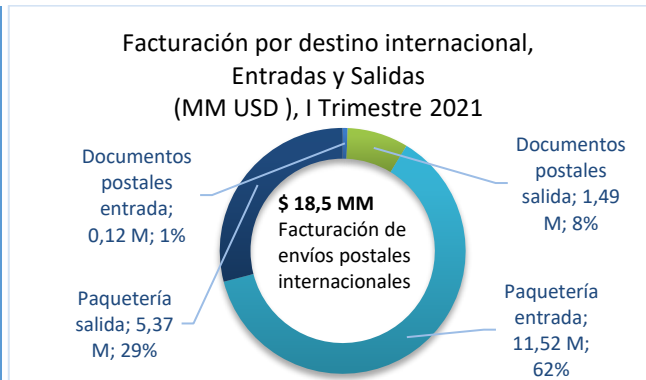 Facturación por destino internacional,
Entradas y Salidas
(MM USD ), I Trimestre 2021
Documentos
postales
entrada;
0,12 M; 1%
Documentos
postales
salida; 1,49
M; 8%
$ 18,5 MM
Facturación de
envíos postales
internacionales
Paquetería
salida; 5,37
M; 29%
Paquetería
entrada;
11,52 M;
62%